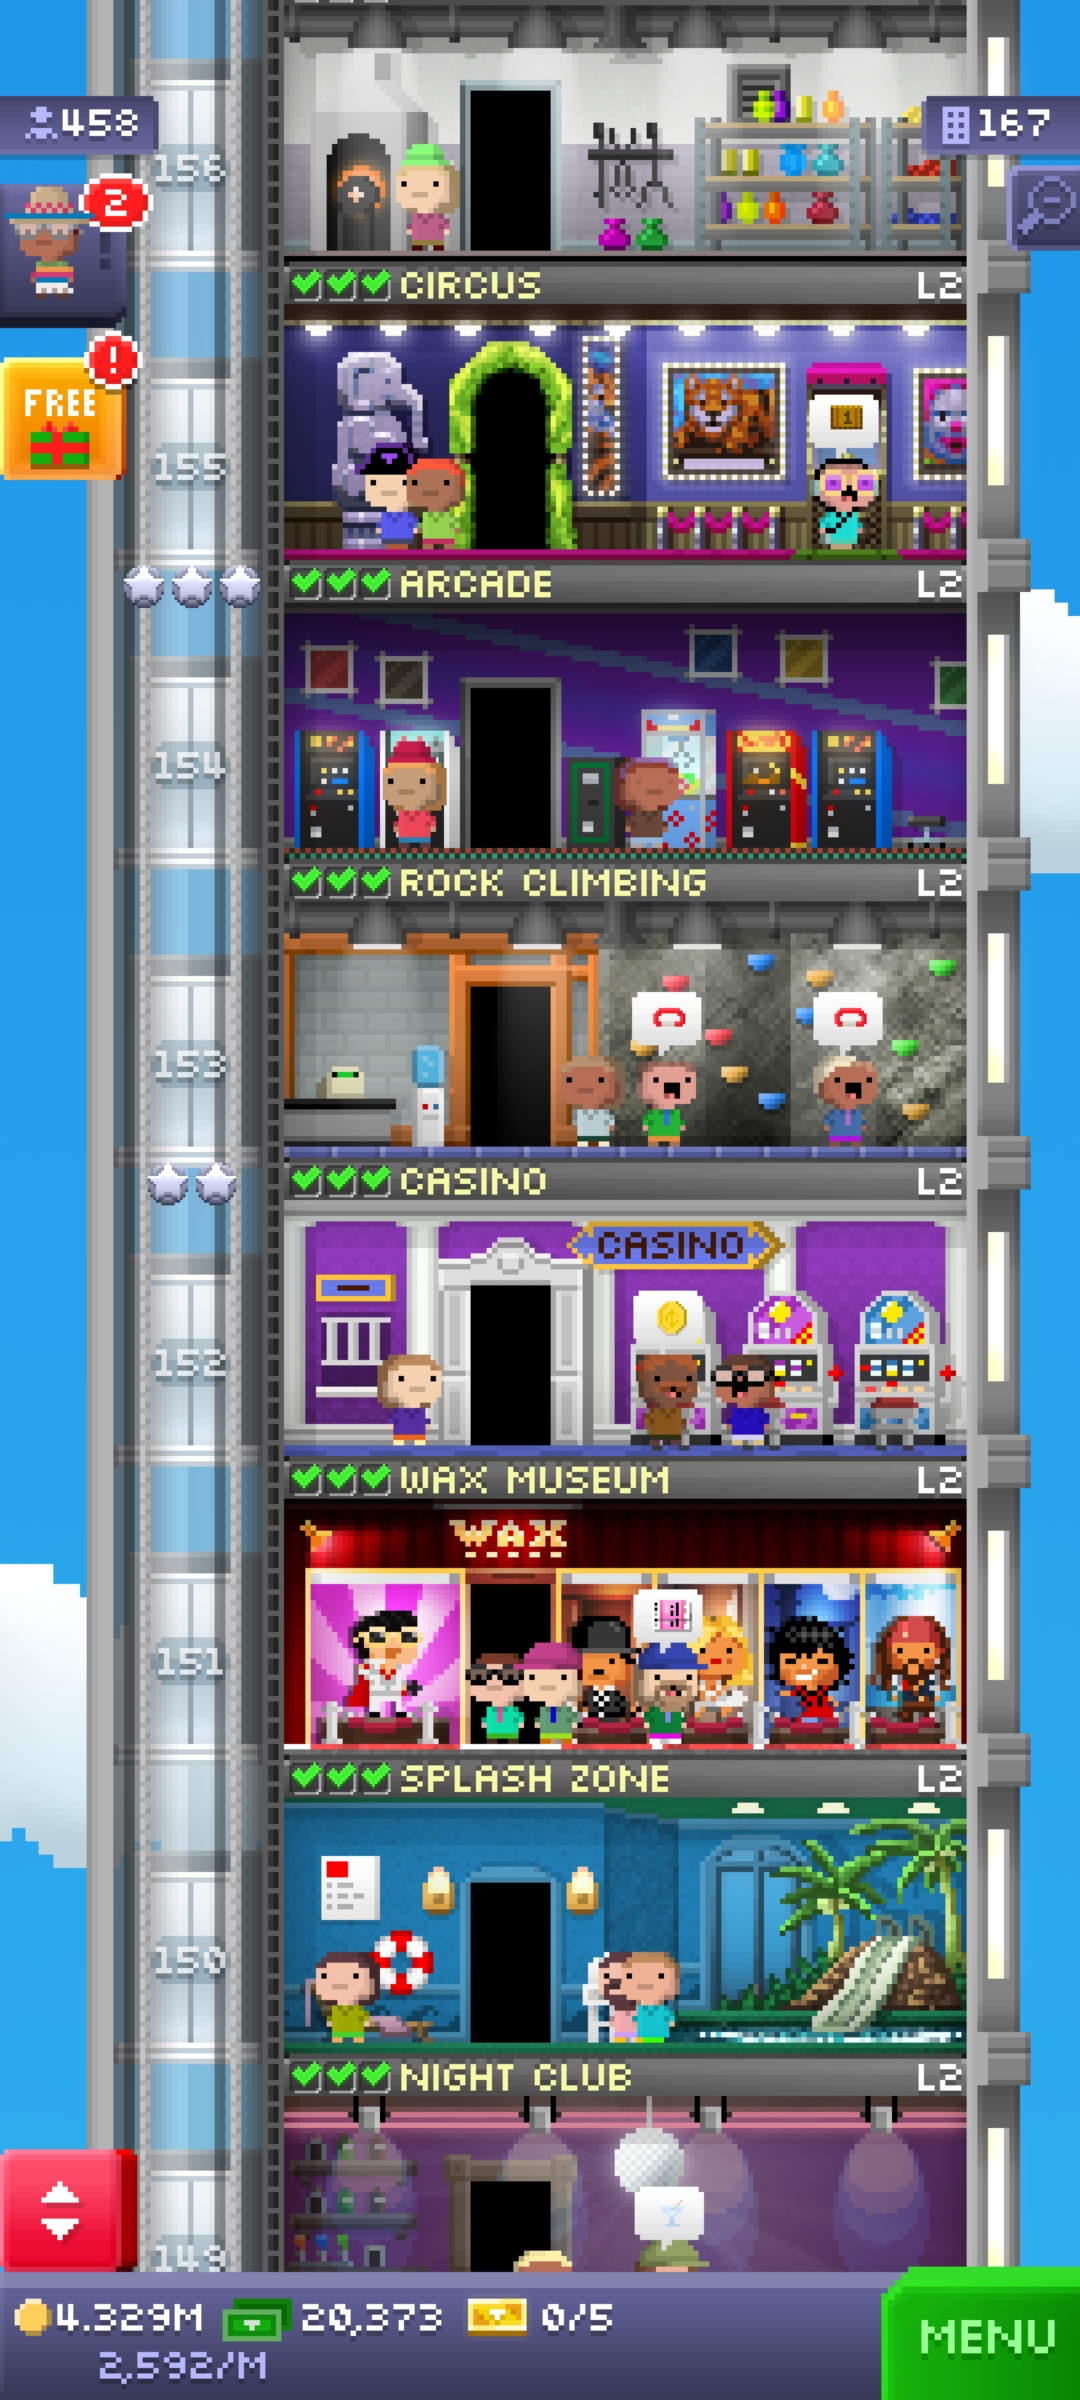 458
167
156
2
CIRCUS L2
FREE
!
1
155
ARCADE L2
154
ROCK CLIMBING L2
153
CASINO L2
CASINO
152
WAX MUSEUM L2
WAX
151
SPLASH ZONE L2
150
NIGHT CLUB L2
149
4.329M 20,373 0/5
2,592/M
MENU